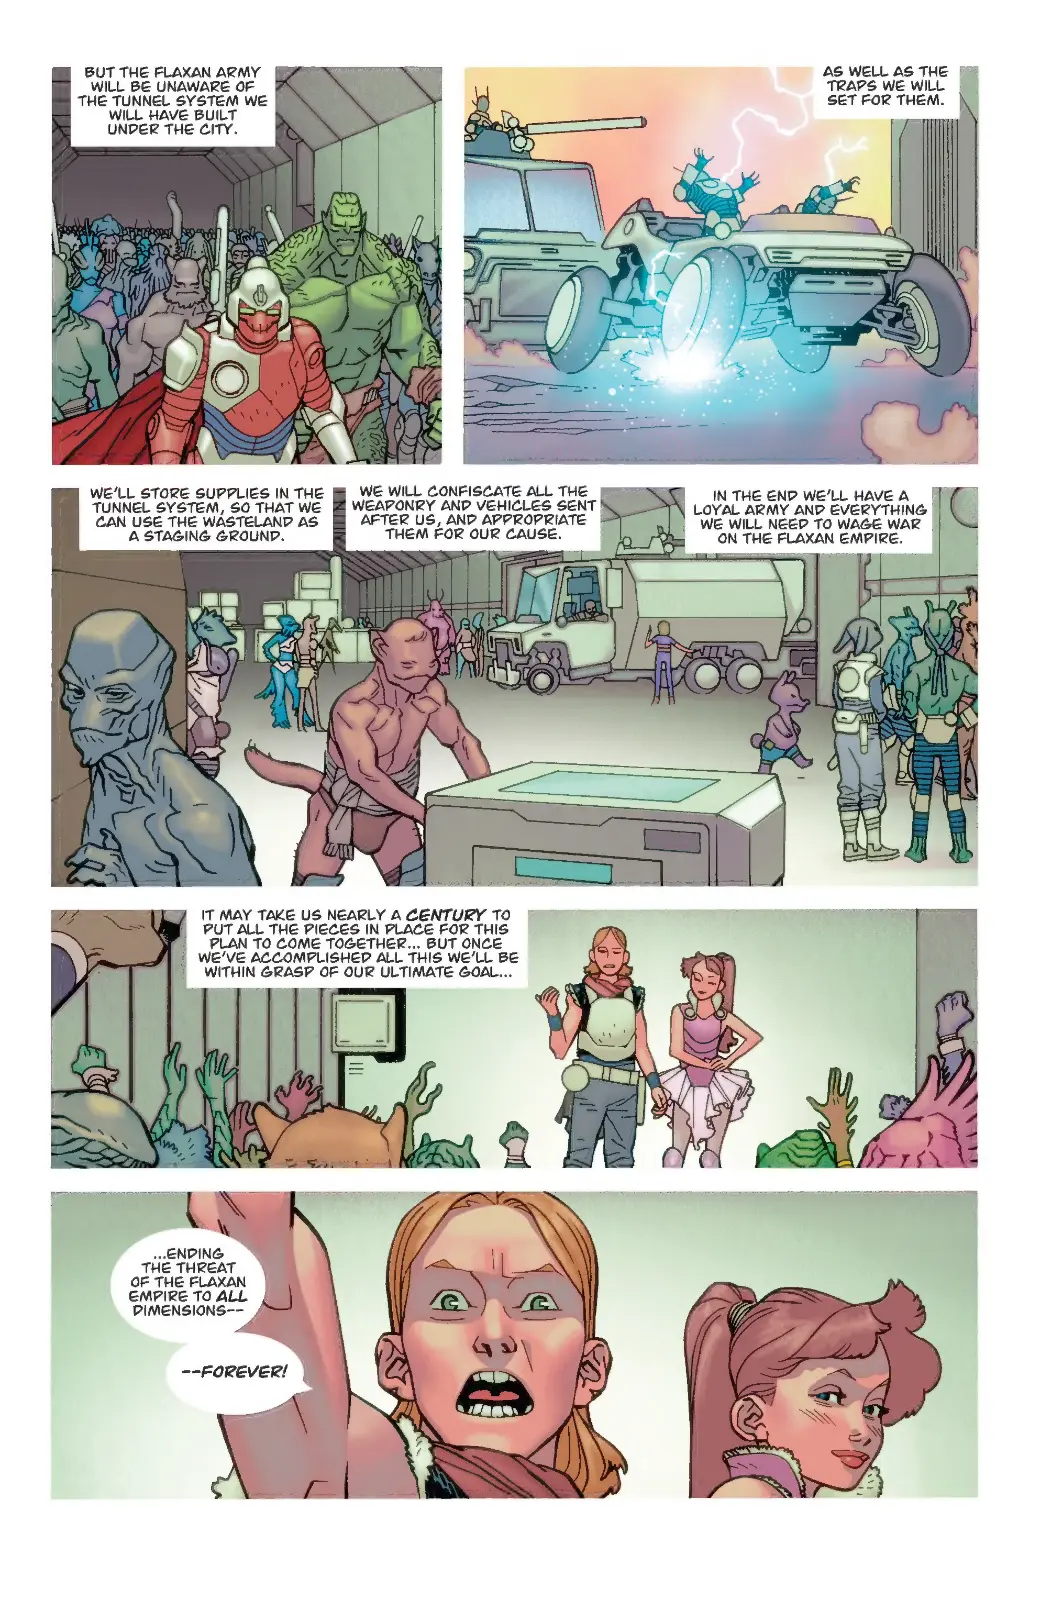 BUT THE FLAXAN ARMY
WILL BE UNAWARE OF
THE TUNNEL SYSTEM WE
WILL HAVE BUILT
UNDER THE CITY.
AS WELL AS THE
TRAPS WE WILL
SET FOR THEM.
WE'LL STORE SUPPLIES IN THE
TUNNEL SYSTEM, SO THAT WE
CAN USE THE WASTELAND AS
A STAGING GROUND.
WE WILL CONFISCATE ALL THE
WEAPONRY AND VEHICLES SENT
AFTER US, AND APPROPRIATE
THEM FOR OUR CAUSE.
IN THE END WE'LL HAVE A
LOYAL ARMY AND EVERYTHING
WE WILL NEED TO WAGE WAR
ON THE FLAXAN EMPIRE.
IT MAY TAKE US NEARLY A CENTURY TO
PUT ALL THE PIECES IN PLACE FOR THIS
PLAN TO COME TOGETHER... BUT ONCE
WE'VE ACCOMPLISHED ALL THIS WE'LL BE
WITHIN GRASP OF OUR ULTIMATE GOAL...
...ENDING
THE THREAT
OF THE FLAXAN
EMPIRE TO ALL
DIMENSIONS--
--FOREVER!